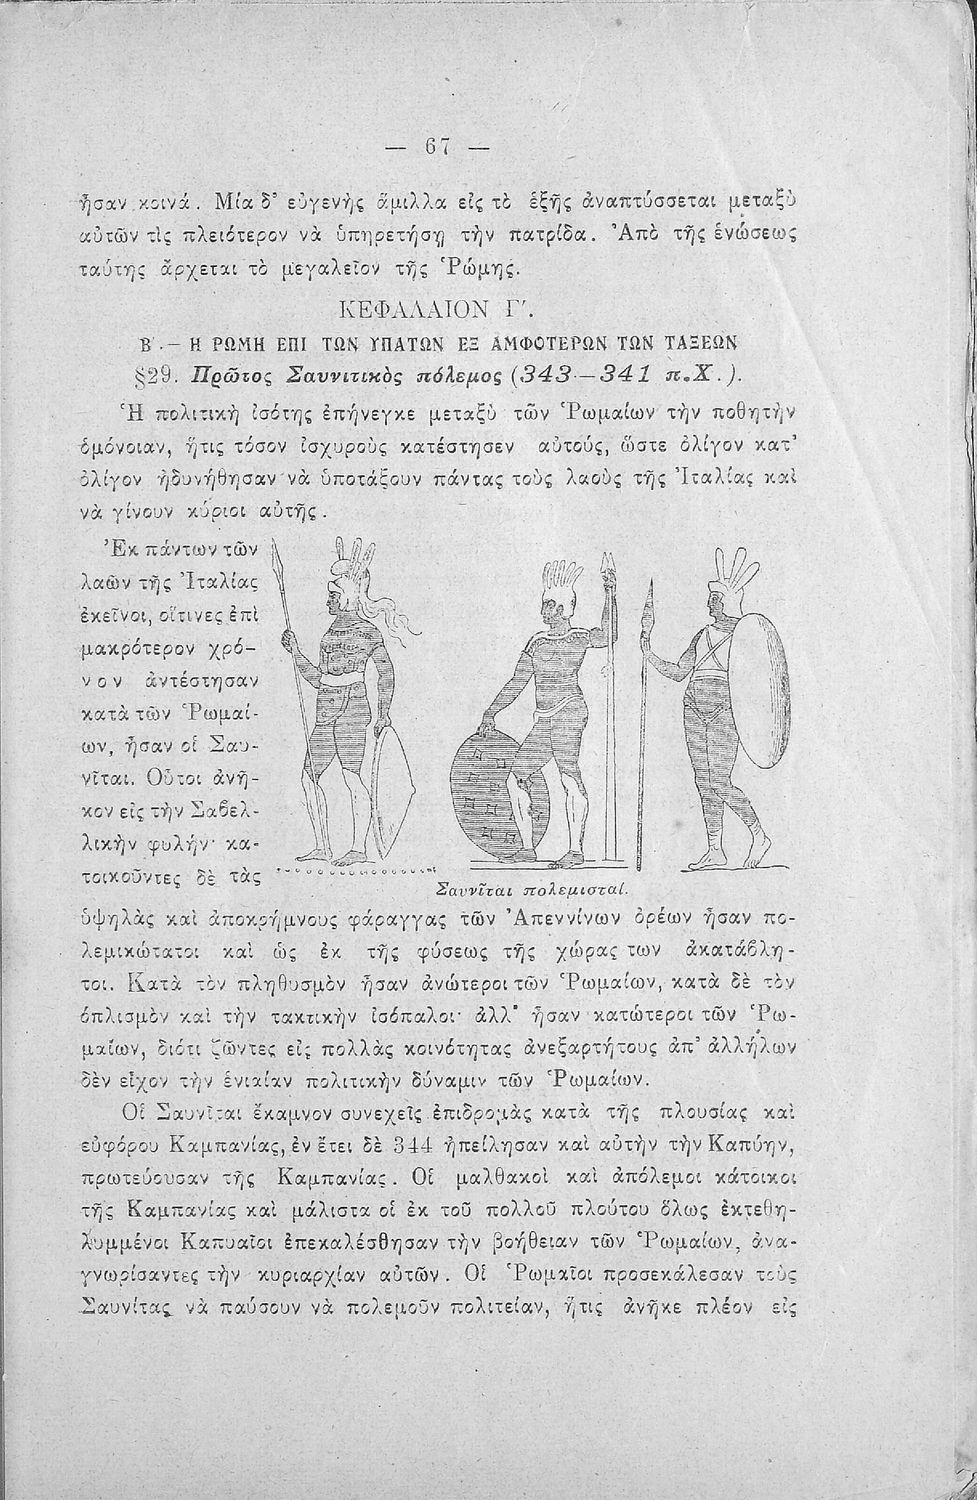 — 67 —
ἦσαν κοινά. Μία δ' εὐγενὴς ἅμιλλα εἰς τὸ ἑξῆς ἀναπτύσσεται μεταξὺ
αὐτῶν τὶς πλειότερον νὰ ὑπηρετήσῃ τὴν πατρίδα. Ἀπὸ τῆς ἑνώσεως
ταύτης ἄρχεται τὸ μεγαλεῖον τῆς Ῥώμης.
ΚΕΦΑΛΑΙΟΝ Γ'.
Β.— Η ΡΩΜΗ ΕΠΙ ΤΩΝ ΥΠΑΤΩΝ ΕΞ ΑΜΦΟΤΕΡΩΝ ΤΩΝ ΤΑΞΕΩΝ
§29. Πρῶτος Σαυνιτικὸς πόλεμος (343—341 π.Χ.).
Ἡ πολιτικὴ ἰσότης ἐπήνεγκε μεταξὺ τῶν Ῥωμαίων τὴν ποθητὴν
ὁμόνοιαν, ἥτις τόσον ἰσχυροὺς κατέστησεν αὐτούς, ὥστε ὀλίγον κατ'
ὀλίγον ἠδυνήθησαν νὰ ὑποτάξουν πάντας τοὺς λαοὺς τῆς Ἰταλίας καὶ
νὰ γίνουν κύριοι αὐτῆς.
Ἐκ πάντων τῶν
λαῶν τῆς Ἰταλίας
ἐκεῖνοι, οἵτινες ἐπὶ
μακρότερον χρό-
νον ἀντέστησαν
κατὰ τῶν Ῥωμαί-
ων, ἦσαν οἱ Σαυ-
νῖται. Οὗτοι ἀνῆ-
κον εἰς τὴν Σαβελ-
λικὴν φυλήν· κα-
τοικοῦντες δὲ τὰς
Σαυνῖται πολεμισταί.
ὑψηλὰς καὶ ἀποκρήμνους φάραγγας τῶν Ἀπεννίνων ὀρέων ἦσαν πο-
λεμικώτατοι καὶ ὡς ἐκ τῆς φύσεως τῆς χώρας των ἀκατάβλη-
τοι. Κατὰ τὸν πληθυσμὸν ἦσαν ἀνώτεροι τῶν Ῥωμαίων, κατὰ δὲ τὸν
ὁπλισμὸν καὶ τὴν τακτικὴν ἰσόπαλοι· ἀλλ' ἦσαν κατώτεροι τῶν Ῥω-
μαίων, διότι ζῶντες εἰς πολλὰς κοινότητας ἀνεξαρτήτους ἀπ' ἀλλήλων
δὲν εἶχον τὴν ἑνιαίαν πολιτικὴν δύναμιν τῶν Ῥωμαίων.
Οἱ Σαυνῖται ἔκαμνον συνεχεῖς ἐπιδρομὰς κατὰ τῆς πλουσίας καὶ
εὐφόρου Καμπανίας, ἐν ἔτει δὲ 344 ἠπείλησαν καὶ αὐτὴν τὴν Καπύην,
πρωτεύουσαν τῆς Καμπανίας. Οἱ μαλθακοὶ καὶ ἀπόλεμοι κάτοικοι
τῆς Καμπανίας καὶ μάλιστα οἱ ἐκ τοῦ πολλοῦ πλούτου ὅλως ἐκτεθη-
λυμμένοι Καπυαῖοι ἐπεκαλέσθησαν τὴν βοήθειαν τῶν Ῥωμαίων, ἀνα-
γνωρίσαντες τὴν κυριαρχίαν αὐτῶν. Οἱ Ῥωμαῖοι προσεκάλεσαν τοὺς
Σαυνίτας νὰ παύσουν νὰ πολεμοῦν πολιτείαν, ἥτις ἀνῆκε πλέον εἰς